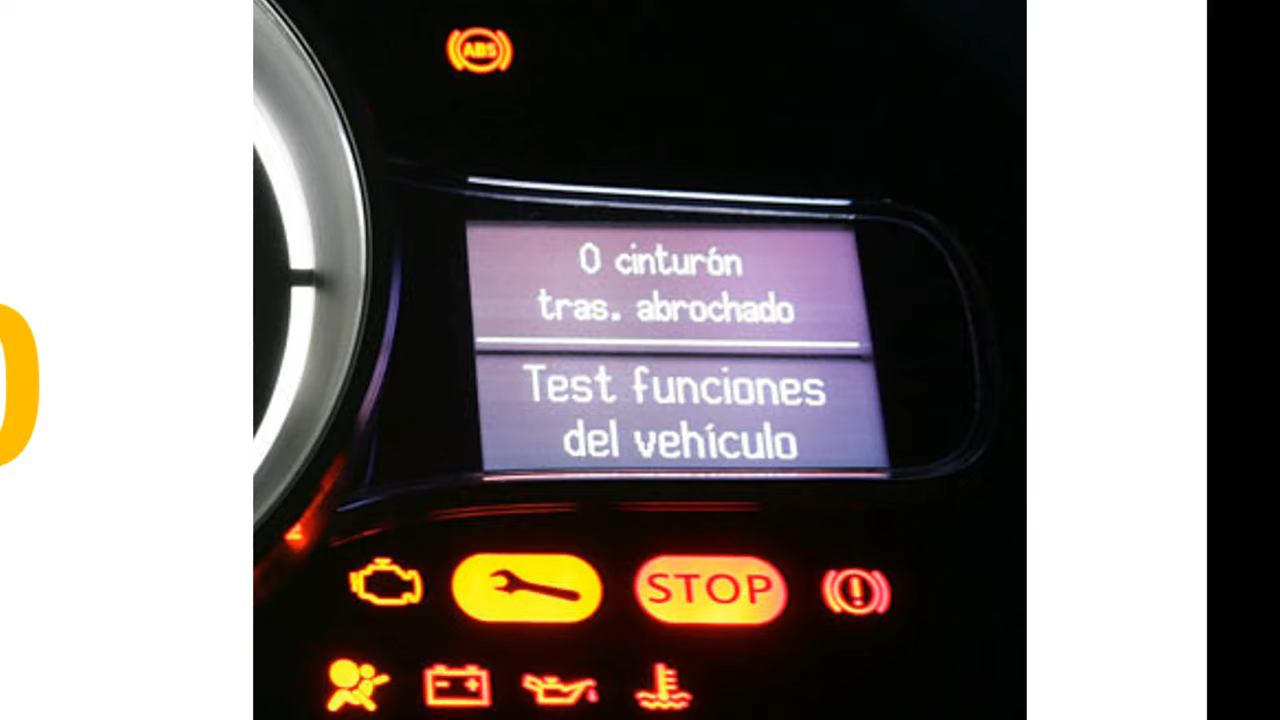 ABS
0 cinturón
tras. abrochado
Test funciones
del vehículo
STOP